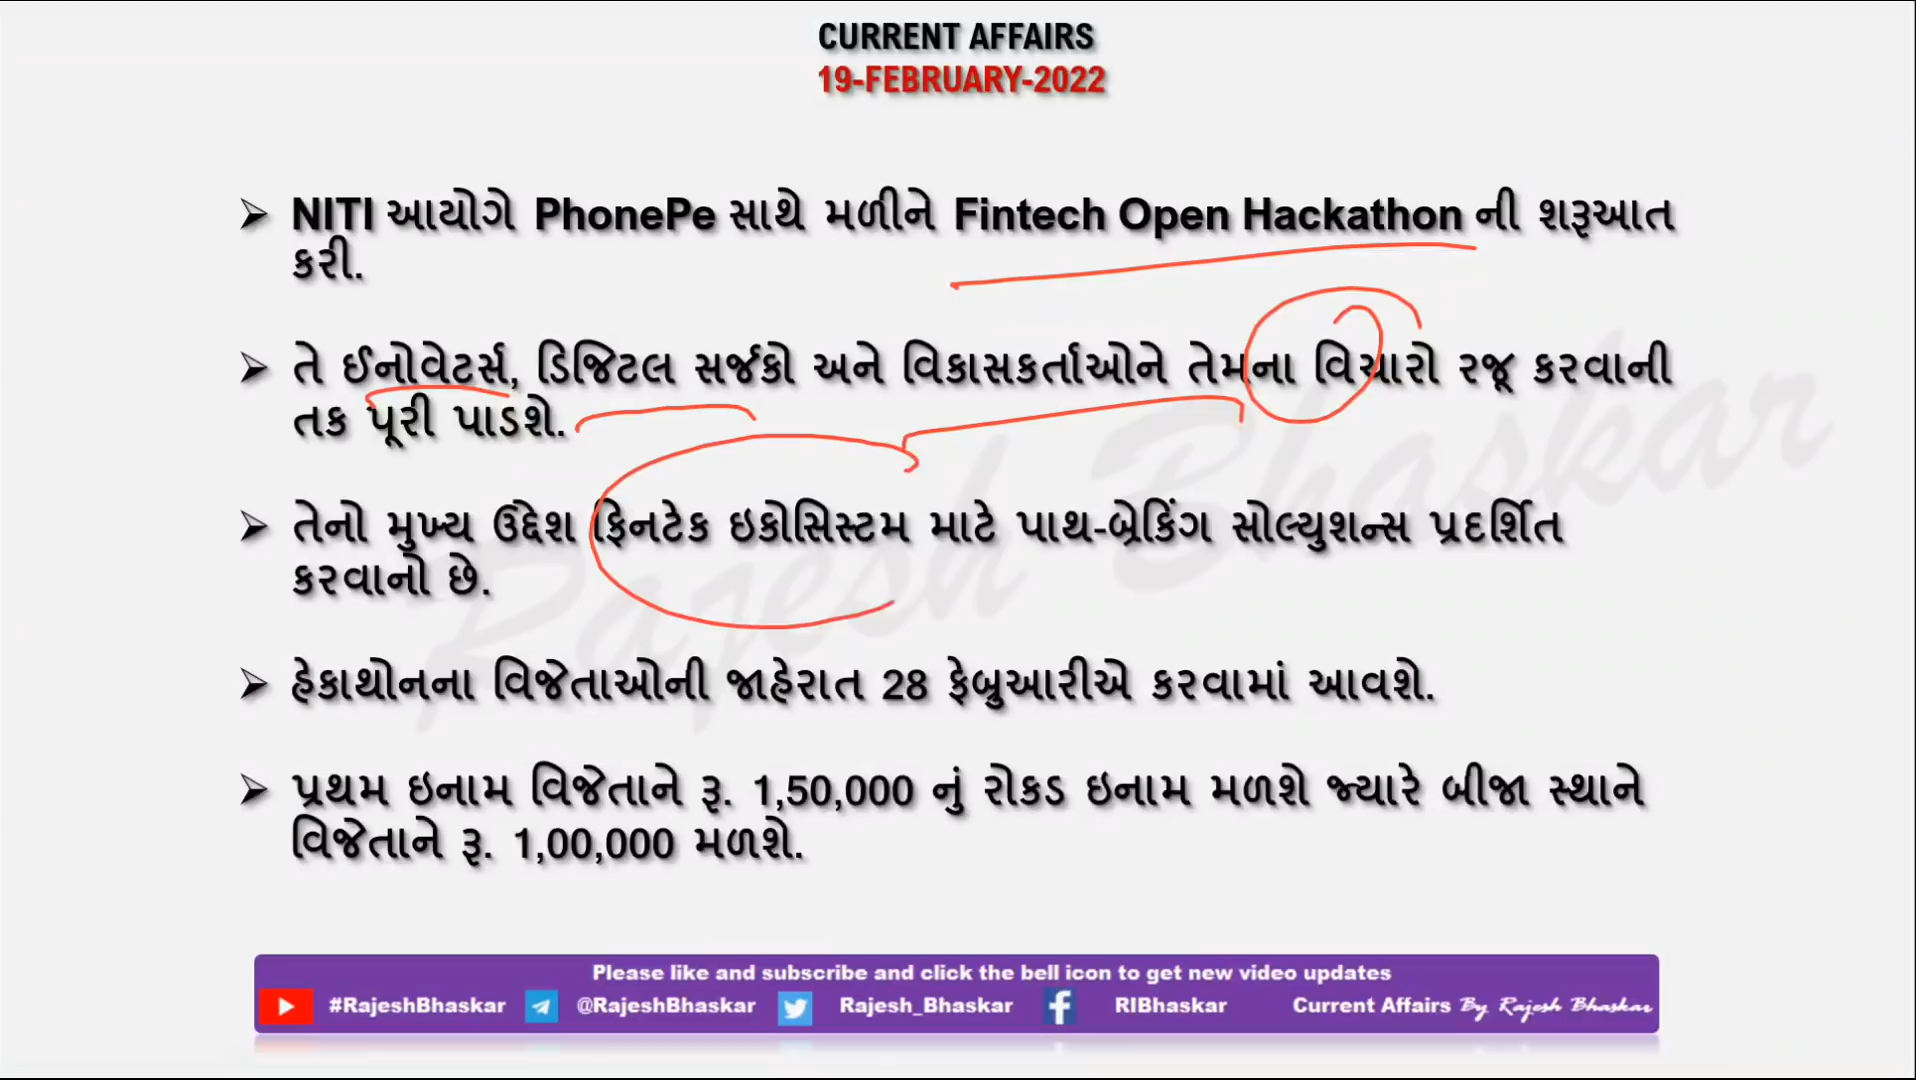 CURRENT AFFAIRS
19-FEBRUARY-2022
NITI આયોગે PhonePe સાથે મળીને Fintech Open Hackathon ની શરૂઆત
કરી.
તે ઈનોવેટર્સ, ડિજિટલ સર્જકો અને વિકાસકર્તાઓને તેમના વિચારો રજૂ કરવાની
તક પૂરી પાડશે.
તેનો મુખ્ય ઉદ્દેશ ફિનટેક ઇકોસિસ્ટમ માટે પાથ-બ્રેકિંગ સોલ્યુશન્સ પ્રદર્શિત
કરવાનો છે.
હેકાથોનના વિજેતાઓની જાહેરાત 28 ફેબ્રુઆરીએ કરવામાં આવશે.
પ્રથમ ઇનામ વિજેતાને રૂ. 1,50,000 નું રોકડ ઇનામ મળશે જ્યારે બીજા સ્થાને
વિજેતાને રૂ. 1,00,000 મળશે.
Rajesh Bhaskar
Please like and subscribe and click the bell icon to get new video updates
#RajeshBhaskar @RajeshBhaskar Rajesh_Bhaskar RIBhaskar Current Affairs By Rajesh Bhaskar